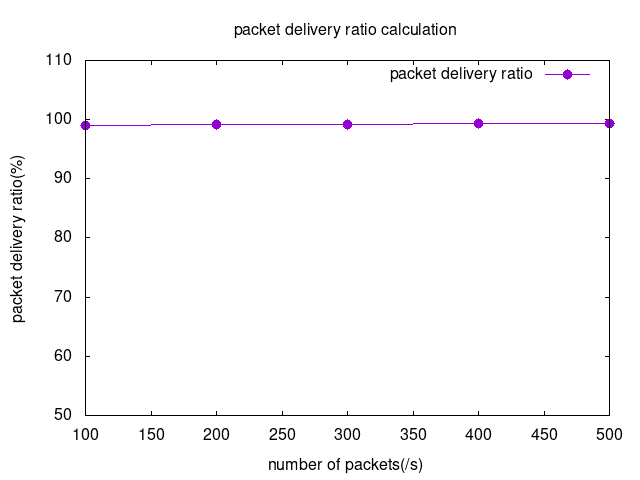 packet delivery ratio calculation
110
packet delivery ratio
100
90
80
70
60
50
packet delivery ratio(%)
100 150 200 250 300 350 400 450 500
number of packets(/s)